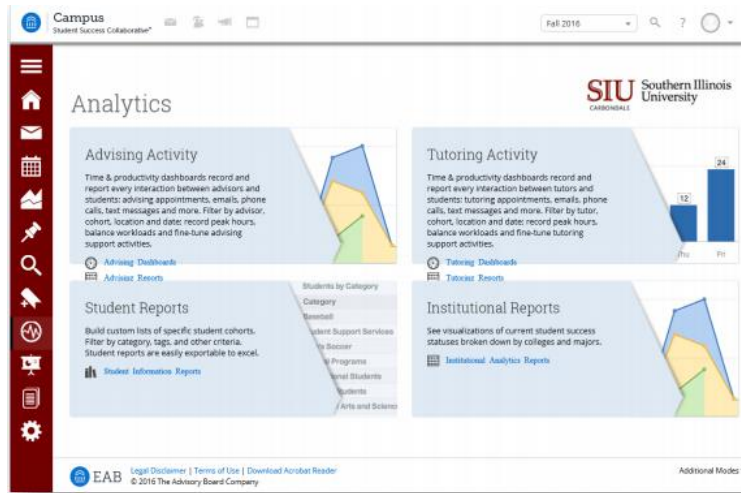 Campus
Student Success Collaborative™
Fall 2016
?
Analytics
SIU Southern Illinois
University
CARBONDALE
Advising Activity
Time & productivity dashboards record and
report every interaction between advisors and
students: advising appointments, emails, phone
calls, text messages and more. Filter by advisor,
cohort, location and date; record peak hours,
balance workloads and fine-tune advising
support activities.
Advising Dashboards
Advising Reports
Tutoring Activity
Time & productivity dashboards record and
report every interaction between tutors and
students: tutoring appointments, emails, phone
calls, text messages and more. Filter by tutor,
cohort, location and date; record peak hours,
balance workloads and fine-tune tutoring
support activities.
Tutoring Dashboards
Tutoring Reports
12
24
Thu
Fri
Student Reports
Build custom lists of specific student cohorts.
Filter by category, tags, and other criteria.
Student reports are easily exportable to excel.
Student Information Reports
Students by Category
Category
Baseball
Support Services
Soccer
Programs
Students
Arts and Scienc
Institutional Reports
See visualizations of current student success
statuses broken down by colleges and majors.
Institutional Analytics Reports
EAB
Legal Disclaimer | Terms of Use | Download Acrobat Reader
© 2016 The Advisory Board Company
Additional Modes